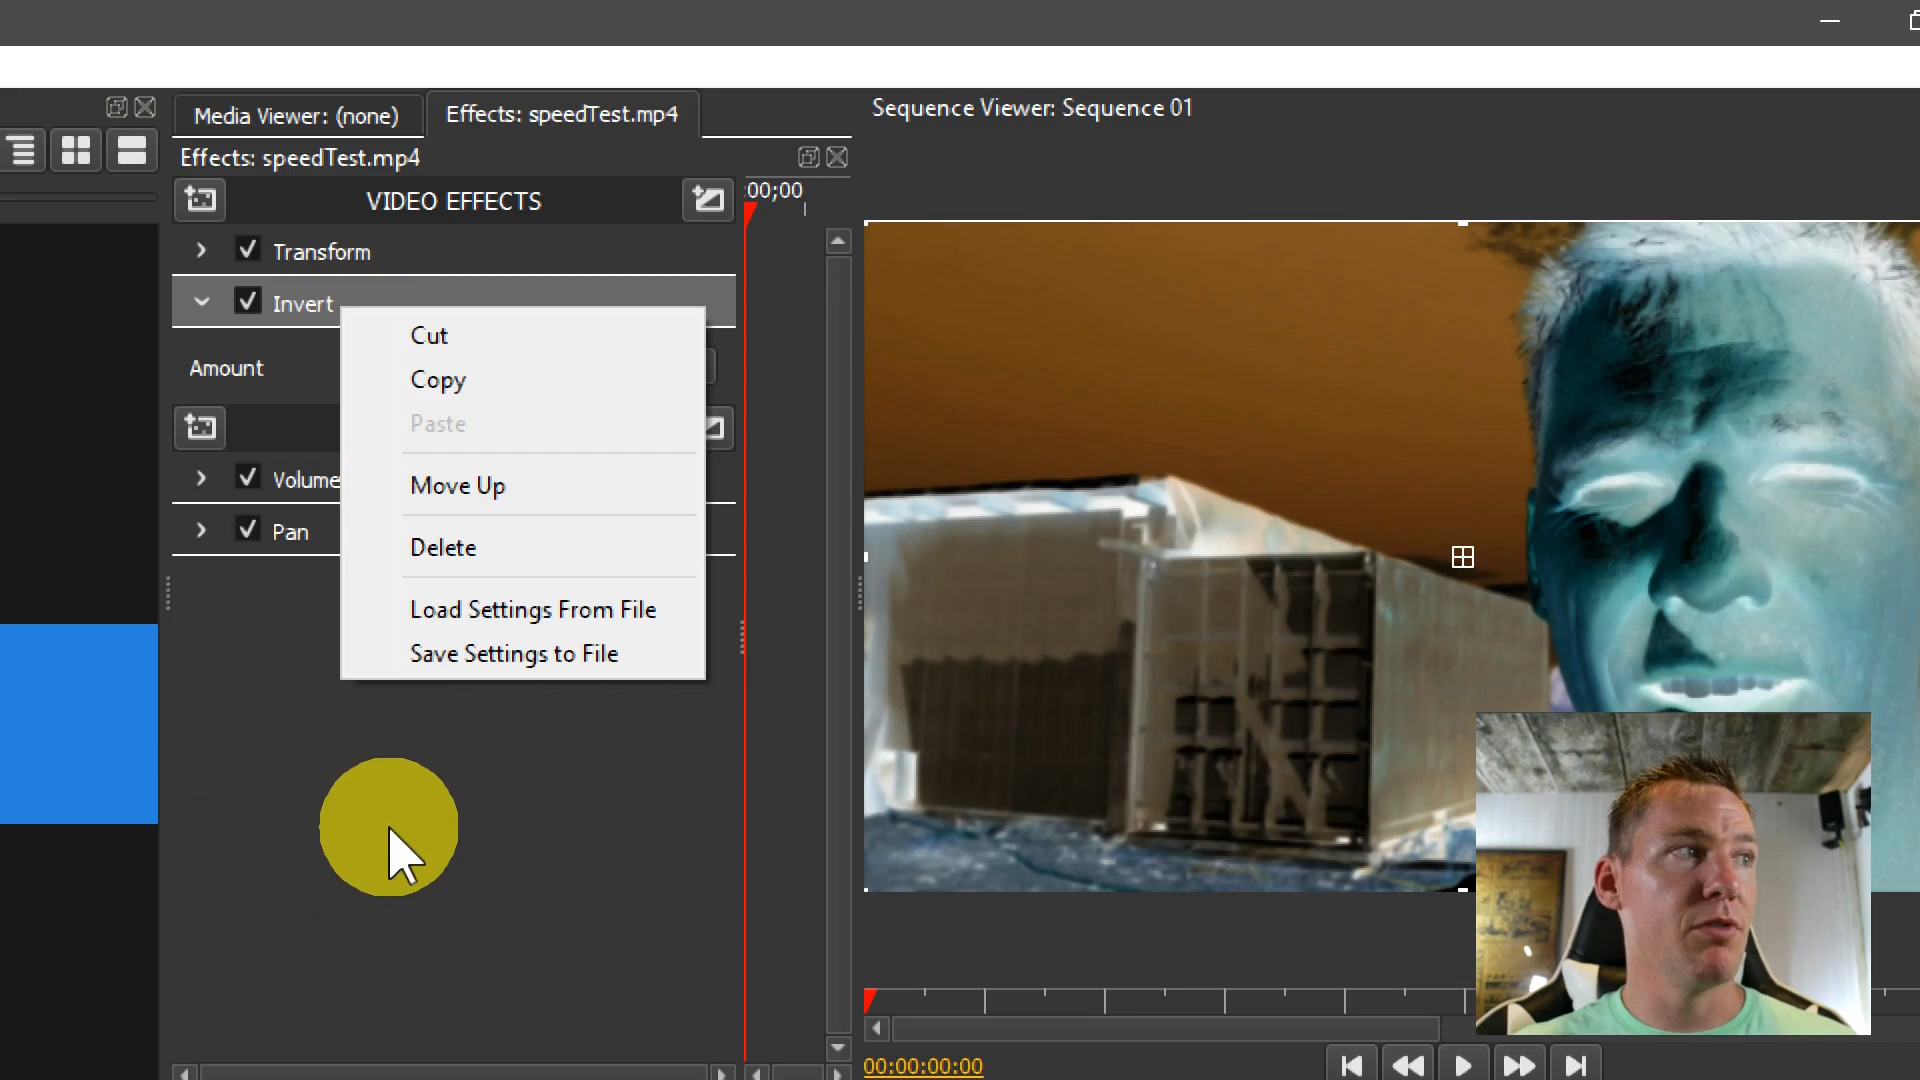 Media Viewer: (none)
Effects: speedTest.mp4
Sequence Viewer: Sequence 01
Effects: speedTest.mp4
VIDEO EFFECTS
:00;00
Transform
Invert
Amount
Volume
Pan
Cut
Copy
Paste
Move Up
Delete
Load Settings From File
Save Settings to File
00:00:00:00